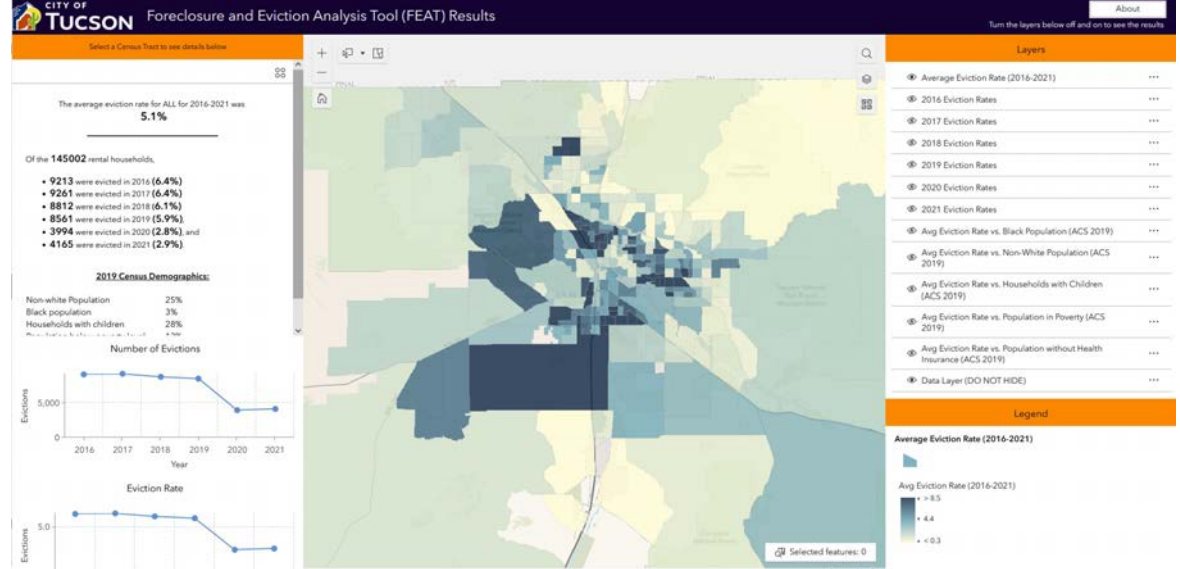 CITY OF
TUCSON
Foreclosure and Eviction Analysis Tool (FEAT) Results
About
Turn the layers below off and on to see the results
Select a Census Tract to see details below
The average eviction rate for ALL for 2016-2021 was
5.1%
Of the 145002 rental households,
• 9213 were evicted in 2016 (6.4%)
• 9261 were evicted in 2017 (6.4%)
• 8812 were evicted in 2018 (6.1%)
• 8561 were evicted in 2019 (5.9%),
• 3994 were evicted in 2020 (2.8%), and
• 4165 were evicted in 2021 (2.9%).
2019 Census Demographics:
Non-white Population 25%
Black population 3%
Households with children 28%
Number of Evictions
Evictions
5,000
0
2016 2017 2018 2019 2020 2021
Year
Eviction Rate
Evictions
5.0
Selected features: 0
Layers
Average Eviction Rate (2016-2021)
2016 Eviction Rates
2017 Eviction Rates
2018 Eviction Rates
2019 Eviction Rates
2020 Eviction Rates
2021 Eviction Rates
Avg Eviction Rate vs. Black Population (ACS 2019)
Avg Eviction Rate vs. Non-White Population (ACS
2019)
Avg Eviction Rate vs. Households with Children
(ACS 2019)
Avg Eviction Rate vs. Population in Poverty (ACS
2019)
Avg Eviction Rate vs. Population without Health
Insurance (ACS 2019)
Data Layer (DO NOT HIDE)
Legend
Average Eviction Rate (2016-2021)
Avg Eviction Rate (2016-2021)
> 8.5
4.4
< 0.3